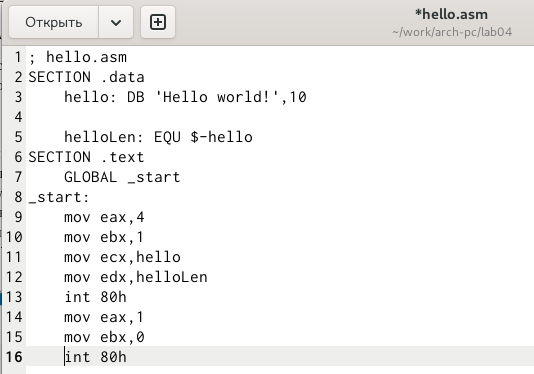 Открыть
*hello.asm
~/work/arch-pc/lab04
1 ; hello.asm
2 SECTION .data
3     hello: DB 'Hello world!',10
4
5     helloLen: EQU $-hello
6 SECTION .text
7     GLOBAL _start
8 _start:
9     mov eax,4
10     mov ebx,1
11     mov ecx,hello
12     mov edx,helloLen
13     int 80h
14     mov eax,1
15     mov ebx,0
16     int 80h